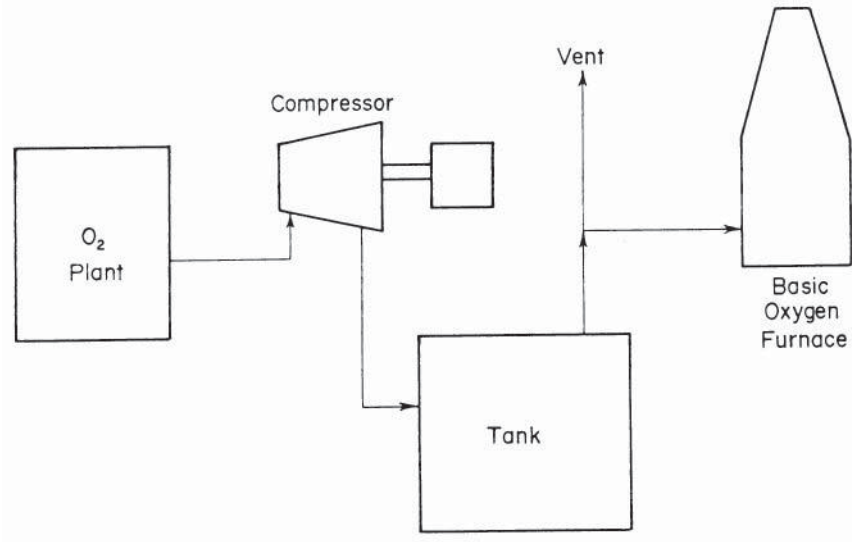 Vent
Compressor
O₂
Plant
Basic
Oxygen
Furnace
Tank